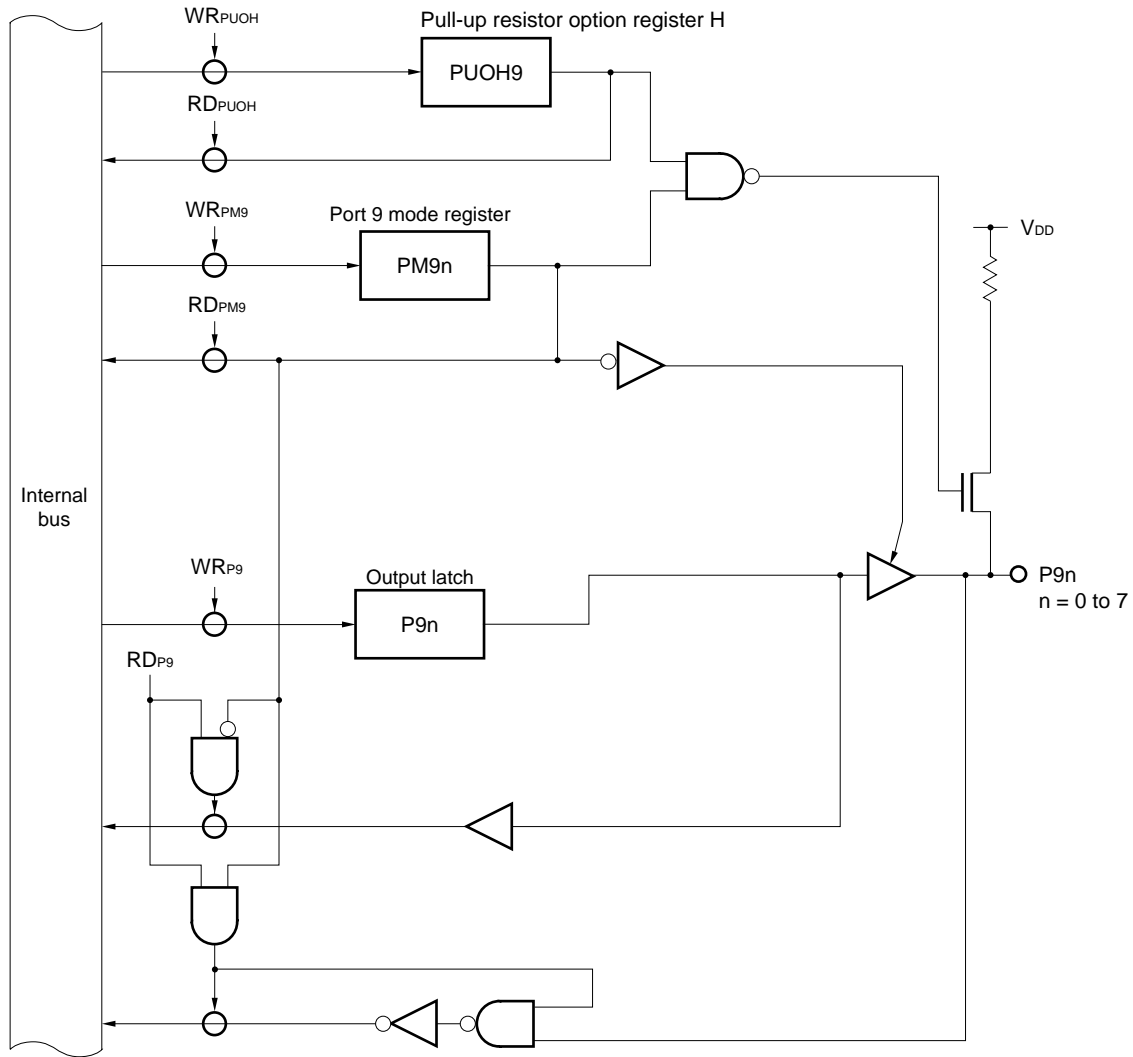 WRPUOH
Pull-up resistor option register H
PUOH9
RDPUOH
WRPM9
Port 9 mode register
PM9n
VDD
RDPM9
Internal
bus
WRP9
Output latch
P9n
P9n
n = 0 to 7
RDP9